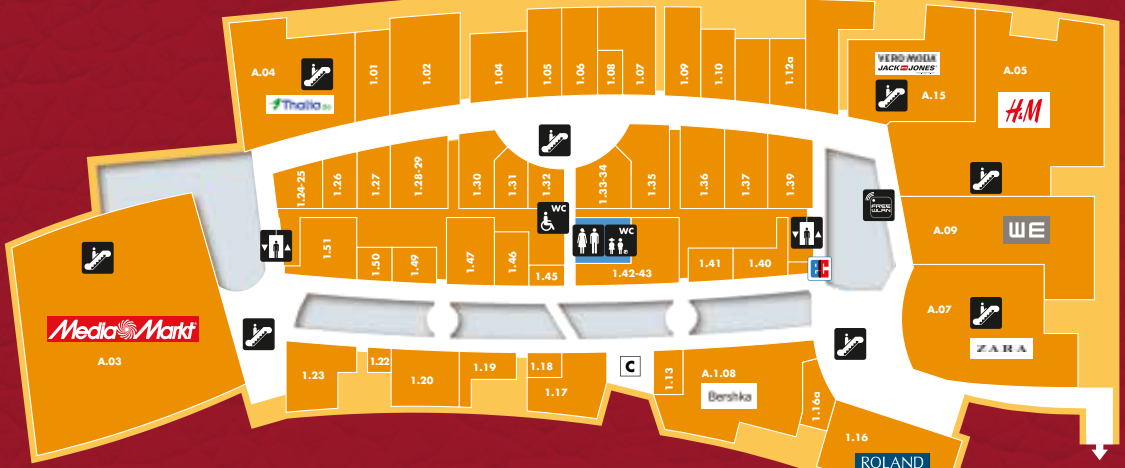 A.04
Thalia.de
1.01
1.02
1.04
1.05
1.06
1.08
1.07
1.09
1.10
1.12a
VERO MODA
JACK JONES
A.15
A.05
H&M
1.24-25
1.26
1.27
1.28-29
1.30
1.31
1.32
1.33-34
1.35
1.36
1.37
1.39
FREE
WLAN
A.09
WE
WC
WC
1.51
1.50
1.49
1.47
1.46
1.45
1.42-43
1.41
1.40
EC
A.07
ZARA
Media Markt
A.03
1.23
1.22
1.20
1.19
1.18
1.17
C
1.13
A.1.08
Bershka
1.16a
1.16
ROLAND